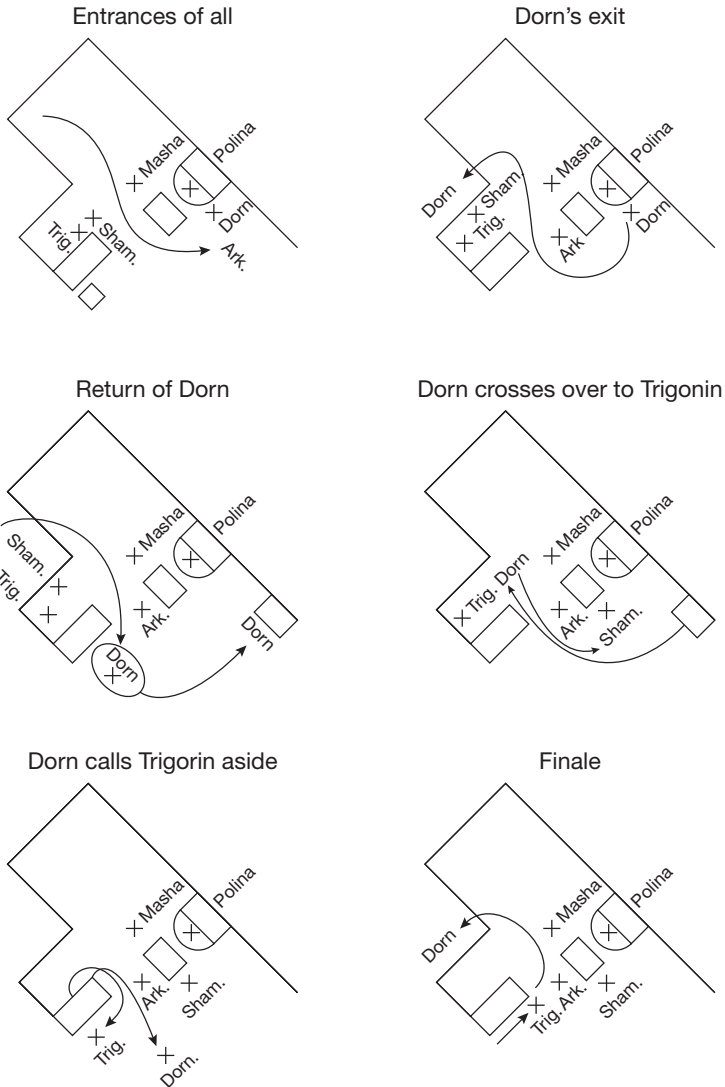 Entrances of all
Masha
Polina
Dorn
Ark.
Trig.
Sham.
Dorn's exit
Masha
Polina
Dorn
Dorn
Sham.
Trig.
Ark
Return of Dorn
Masha
Polina
Sham.
Trig.
Ark.
Dorn
Dorn
Dorn crosses over to Trigonin
Masha
Polina
Trig.
Dorn
Ark.
Sham.
Dorn calls Trigorin aside
Masha
Polina
Ark.
Sham.
Trig.
Dorn.
Finale
Masha
Polina
Dorn
Trig.
Ark.
Sham.